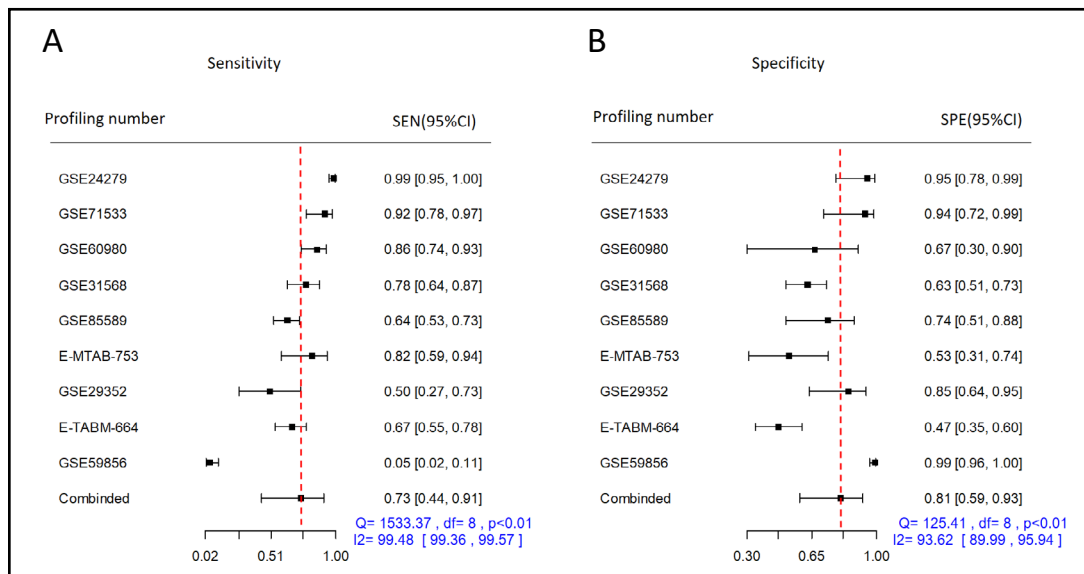 A
Sensitivity
Profiling number SEN(95%CI)
GSE24279 0.99 [0.95, 1.00]
GSE71533 0.92 [0.78, 0.97]
GSE60980 0.86 [0.74, 0.93]
GSE31568 0.78 [0.64, 0.87]
GSE85589 0.64 [0.53, 0.73]
E-MTAB-753 0.82 [0.59, 0.94]
GSE29352 0.50 [0.27, 0.73]
E-TABM-664 0.67 [0.55, 0.78]
GSE59856 0.05 [0.02, 0.11]
Combinded 0.73 [0.44, 0.91]
Q= 1533.37 , df= 8 , p<0.01
I2= 99.48 [ 99.36 , 99.57 ]
0.02 0.51 1.00
B
Specificity
Profiling number SPE(95%CI)
GSE24279 0.95 [0.78, 0.99]
GSE71533 0.94 [0.72, 0.99]
GSE60980 0.67 [0.30, 0.90]
GSE31568 0.63 [0.51, 0.73]
GSE85589 0.74 [0.51, 0.88]
E-MTAB-753 0.53 [0.31, 0.74]
GSE29352 0.85 [0.64, 0.95]
E-TABM-664 0.47 [0.35, 0.60]
GSE59856 0.99 [0.96, 1.00]
Combinded 0.81 [0.59, 0.93]
Q= 125.41 , df= 8 , p<0.01
I2= 93.62 [ 89.99 , 95.94 ]
0.30 0.65 1.00